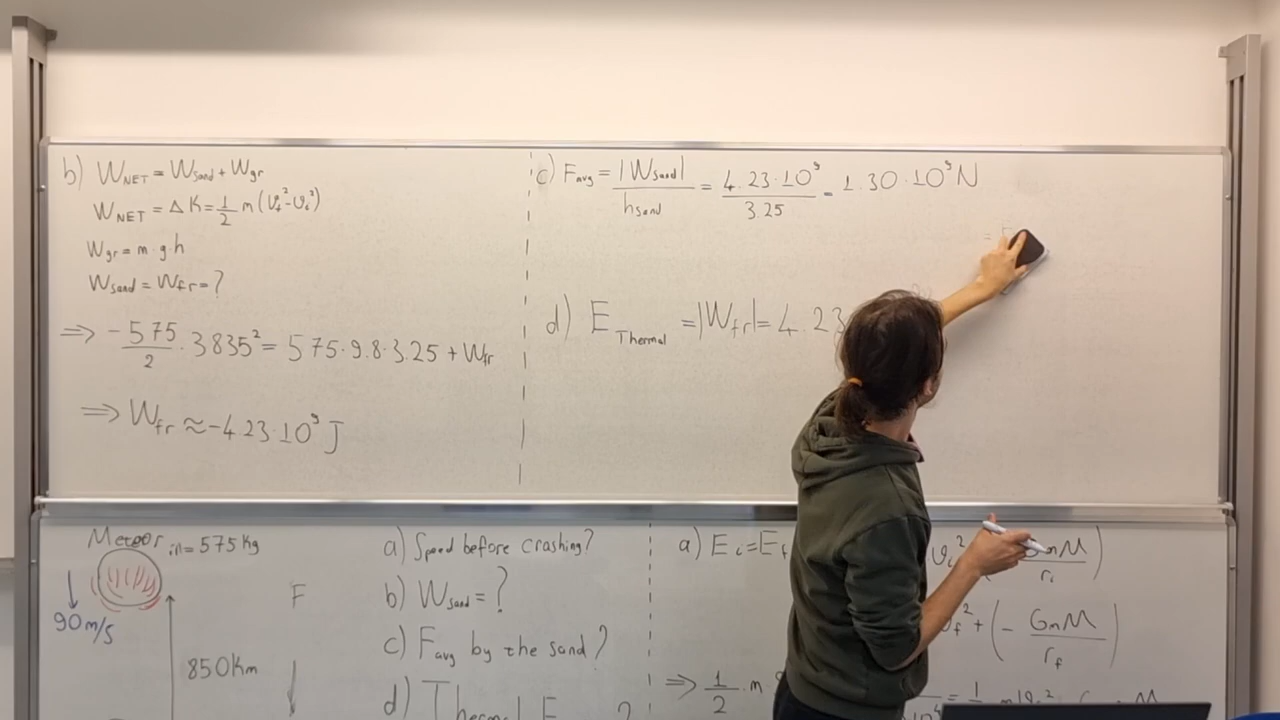 b) W_NET = W_sand + W_gr
W_NET = ΔK = 1/2 m (v_f² - v_i²)
W_gr = m·g·h
W_sand = W_fr = ?
⇒ -575/2 · 3835² = 575·9.8·3.25 + W_fr
⇒ W_fr ≈ -4.23·10⁹ J
c) F_avg = |W_sand| / h_sand = 4.23·10⁹ / 3.25 = 1.30·10⁹ N
d) E_Thermal = |W_fr| = 4.23
Meteor m = 575 kg
90 m/s
850 km
F
a) Speed before crashing?
b) W_sand = ?
c) F_avg by the sand?
d) Thermal E ?
a) E_i = E_f
v_i²
GmM / r_i )
v_f² + (- GmM / r_f )
⇒ 1/2 m